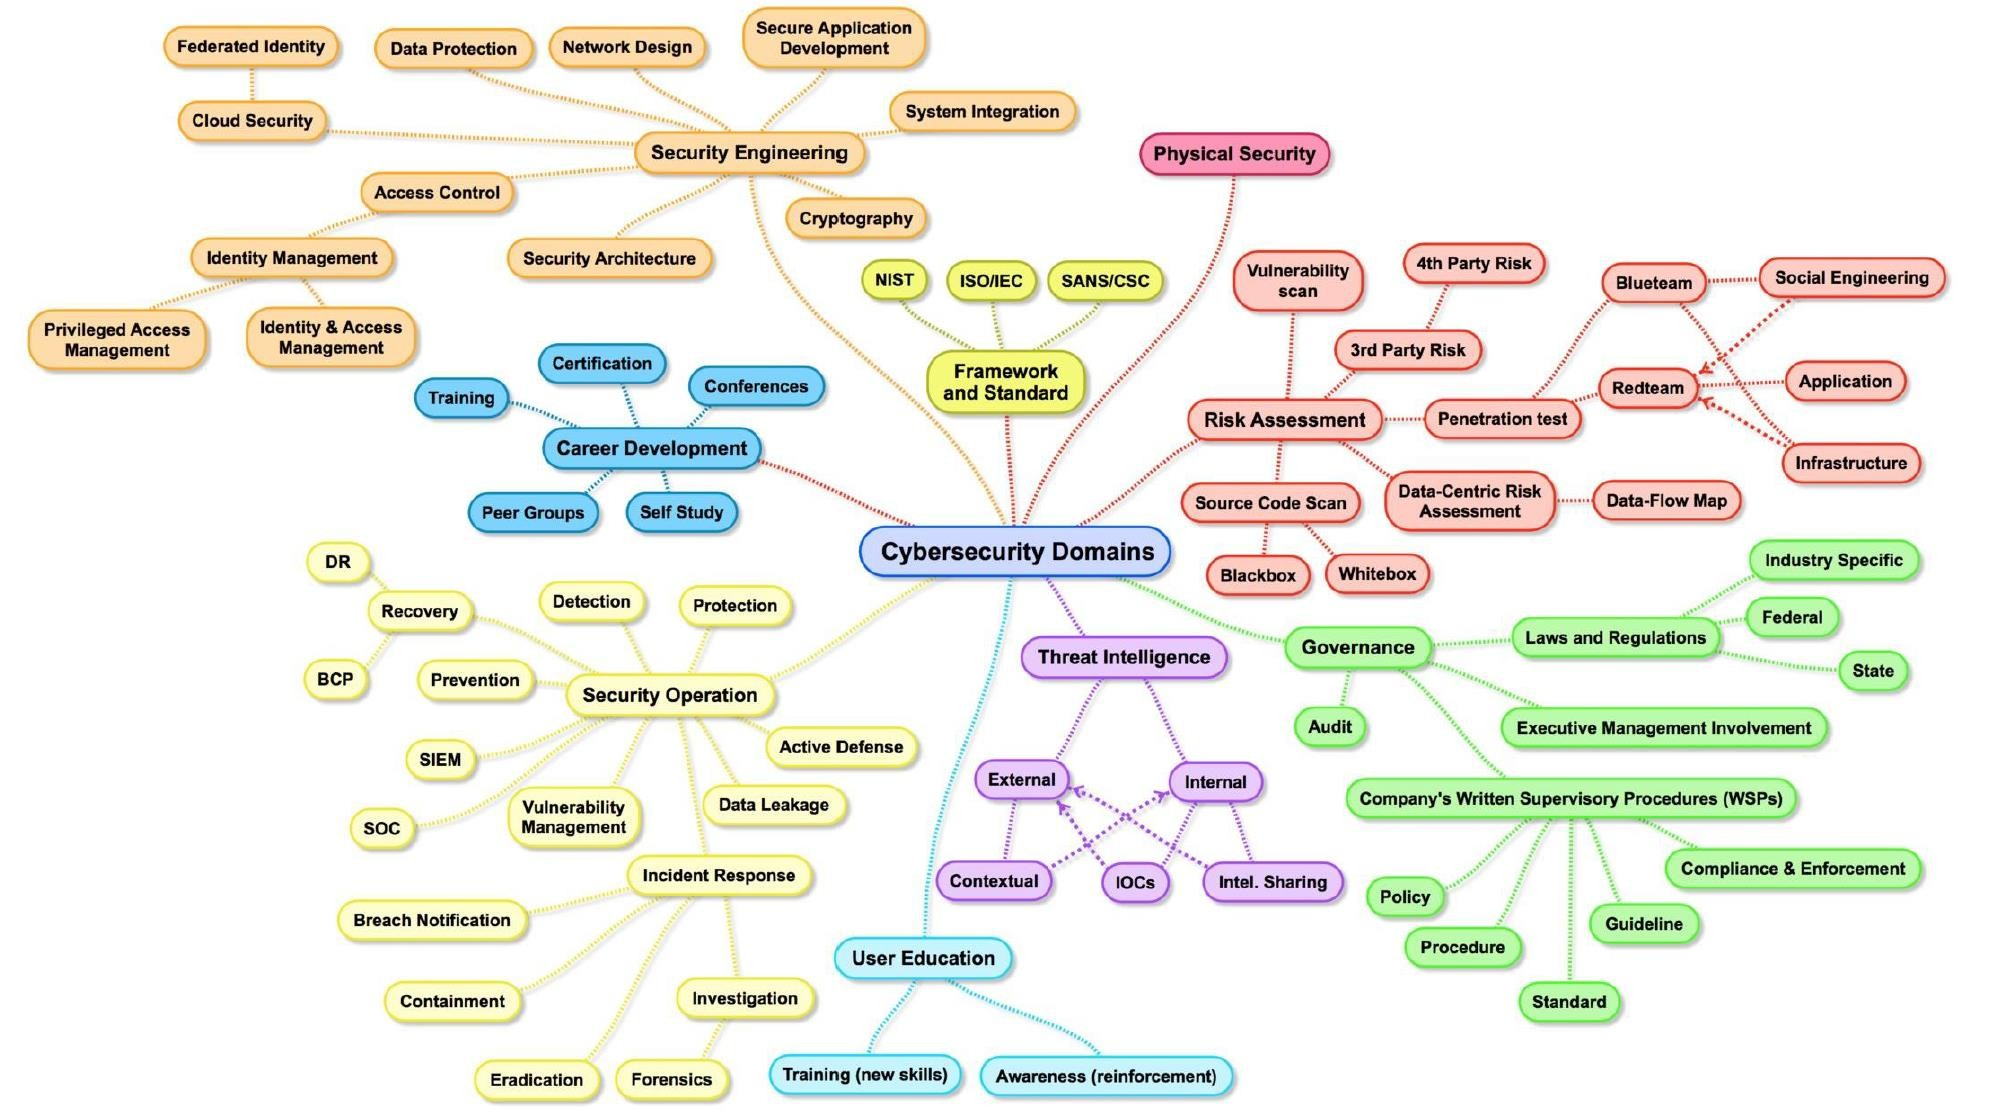 Federated Identity
Data Protection
Network Design
Secure Application
Development
Cloud Security
System Integration
Security Engineering
Access Control
Cryptography
Identity Management
Security Architecture
Privileged Access
Management
Identity & Access
Management
Physical Security
NIST
ISO/IEC
SANS/CSC
Framework
and Standard
Certification
Training
Conferences
Career Development
Peer Groups
Self Study
Vulnerability
scan
4th Party Risk
3rd Party Risk
Blueteam
Social Engineering
Redteam
Application
Risk Assessment
Penetration test
Infrastructure
Source Code Scan
Data-Centric Risk
Assessment
Data-Flow Map
Blackbox
Whitebox
Cybersecurity Domains
DR
Recovery
BCP
Detection
Protection
Prevention
Security Operation
SIEM
Active Defense
SOC
Vulnerability
Management
Data Leakage
Incident Response
Breach Notification
Containment
Investigation
Eradication
Forensics
Threat Intelligence
External
Internal
Contextual
IOCs
Intel. Sharing
User Education
Training (new skills)
Awareness (reinforcement)
Industry Specific
Federal
Governance
Laws and Regulations
State
Audit
Executive Management Involvement
Company's Written Supervisory Procedures (WSPs)
Compliance & Enforcement
Policy
Guideline
Procedure
Standard